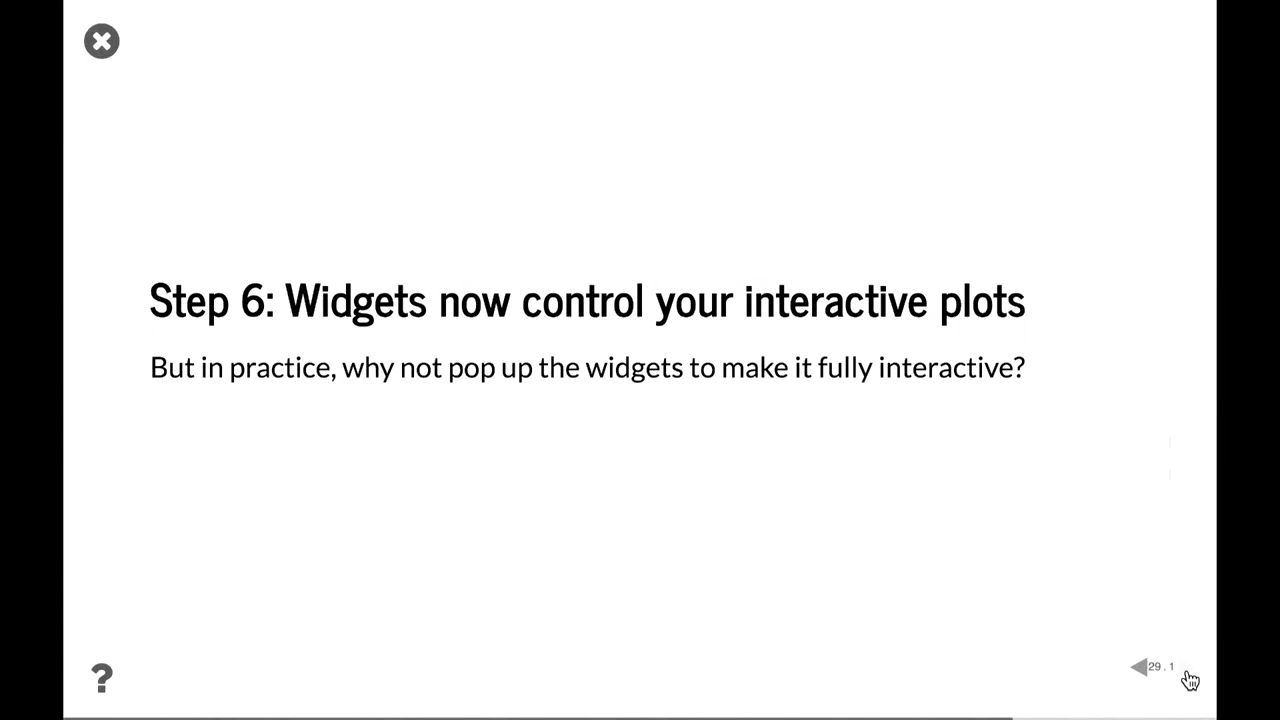 Step 6: Widgets now control your interactive plots
But in practice, why not pop up the widgets to make it fully interactive?
?
29 . 1